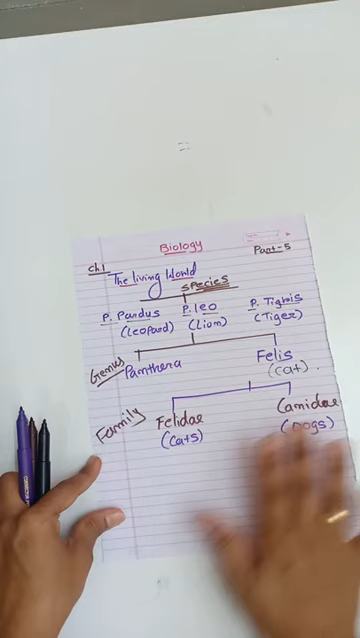 Biology
Part-5
ch.1
The living World
species
P. Pardus P. leo P. Tigris
(Leopard) (Lion) (Tiger)
Genus Panthera Felis
(cat)
Family Felidae Canidae
(Cats) (Dogs)